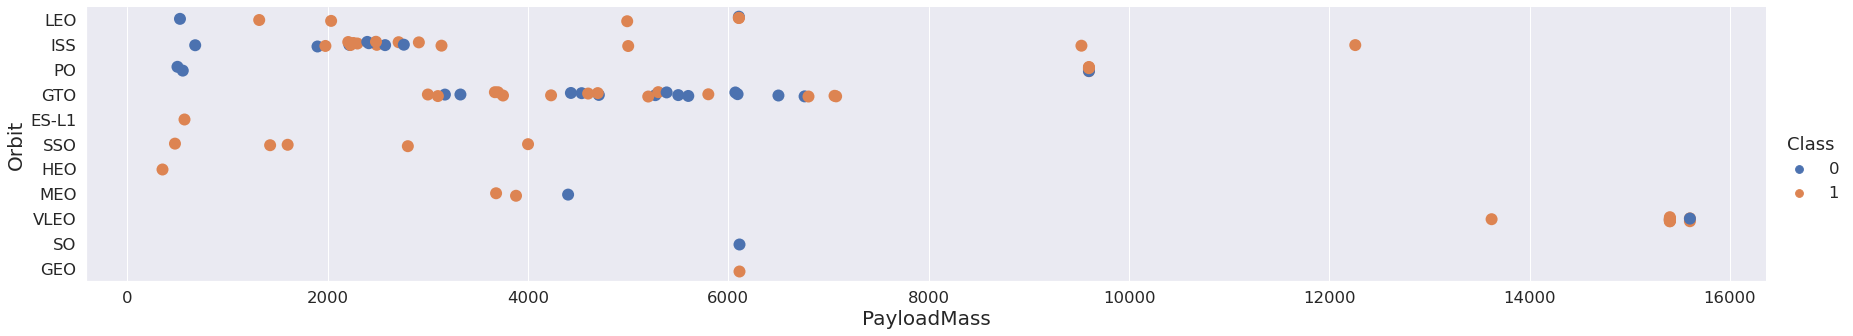 Orbit
LEO
ISS
PO
GTO
ES-L1
SSO
HEO
MEO
VLEO
SO
GEO
0 2000 4000 6000 8000 10000 12000 14000 16000
PayloadMass
Class
0
1